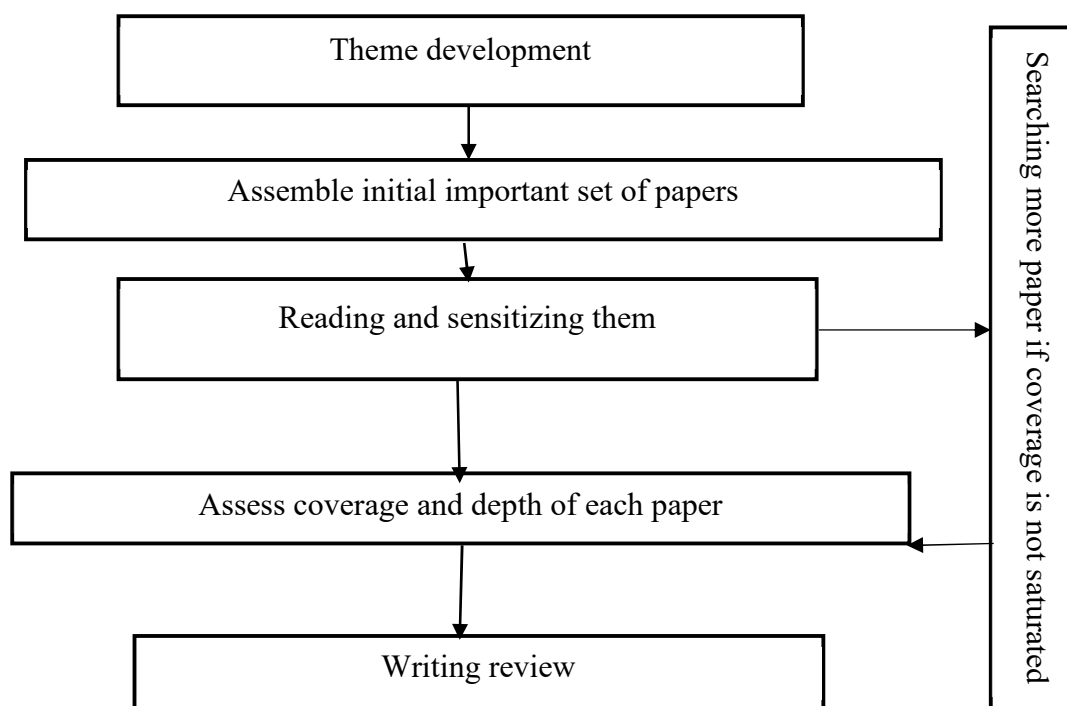 Theme development
Assemble initial important set of papers
Reading and sensitizing them
Assess coverage and depth of each paper
Writing review
Searching more paper if coverage is not saturated